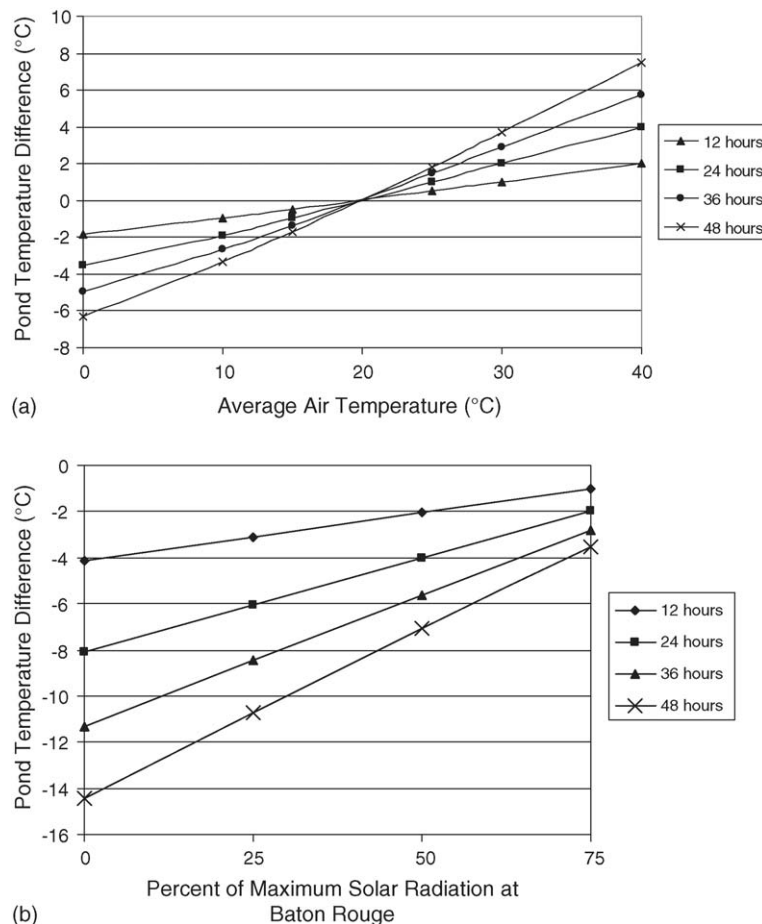 10
8
6
4
2
0
-2
-4
-6
-8
Pond Temperature Difference (°C)
0 10 20 30 40
Average Air Temperature (°C)
(a)
12 hours
24 hours
36 hours
48 hours
0
-2
-4
-6
-8
-10
-12
-14
-16
Pond Temperature Difference (°C)
0 25 50 75
Percent of Maximum Solar Radiation at
Baton Rouge
(b)
12 hours
24 hours
36 hours
48 hours